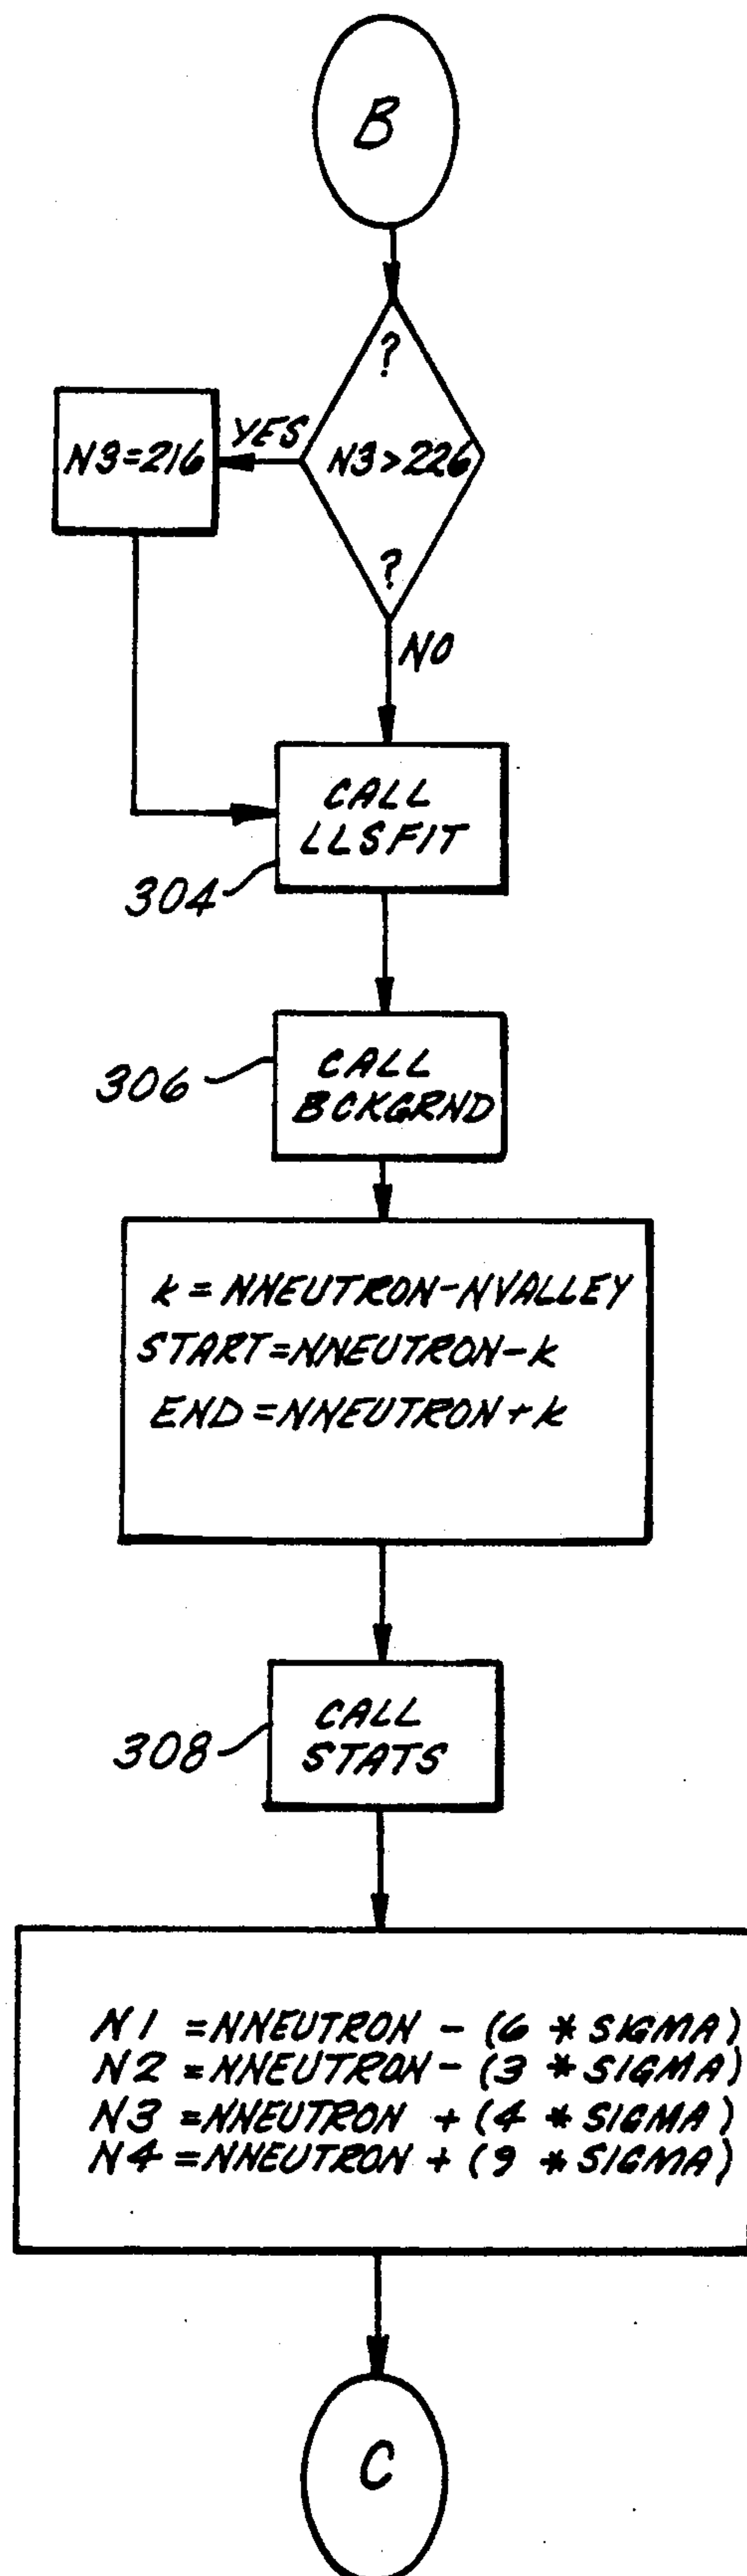 B
?
N3>226
?
YES
N3=216
NO
CALL
LLSFIT
304
CALL
BCKGRND
306
K = NNEUTRON-NVALLEY
START=NNEUTRON-K
END=NNEUTRON+K
CALL
STATS
308
N1 =NNEUTRON - (6 * SIGMA)
N2 =NNEUTRON - (3 * SIGMA)
N3 =NNEUTRON + (4 * SIGMA)
N4 =NNEUTRON + (9 * SIGMA)
C